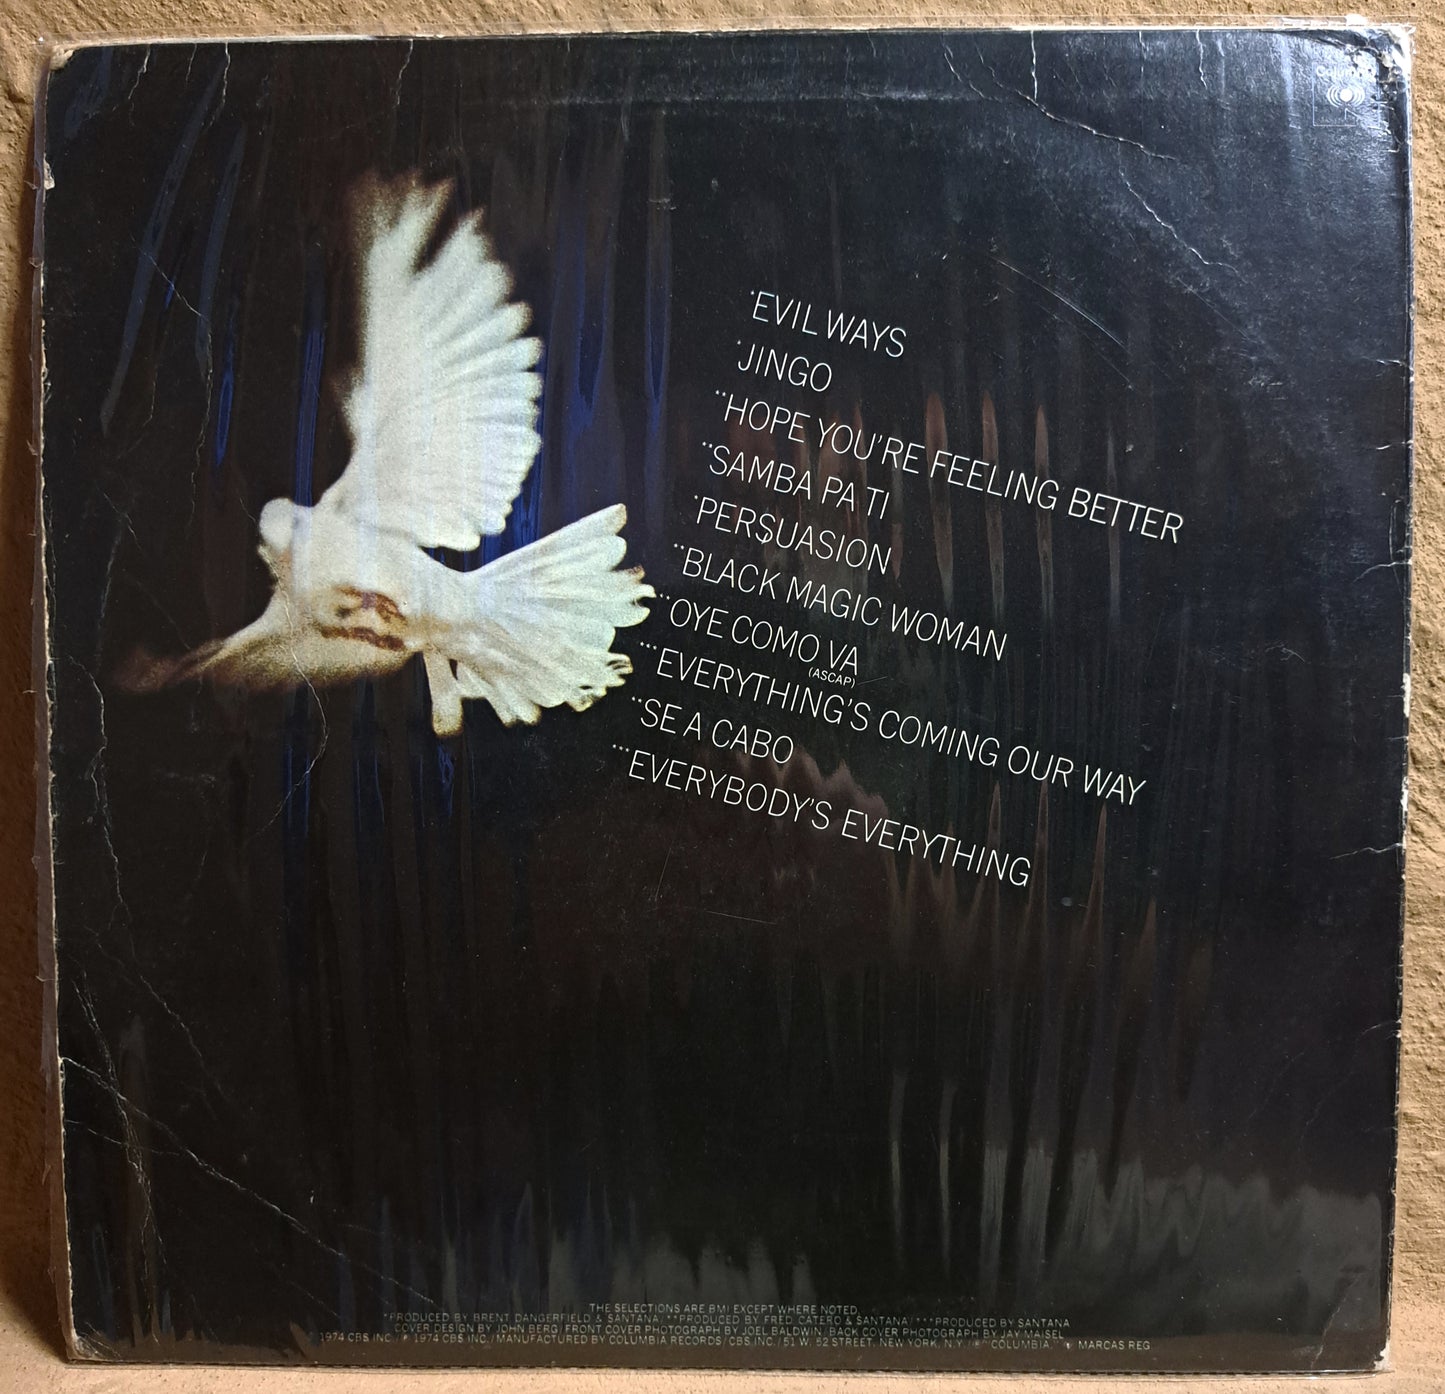 Columbia
*EVIL WAYS
*JINGO
**HOPE YOU'RE FEELING BETTER
**SAMBA PA TI
*PERSUASION
**BLACK MAGIC WOMAN
**OYE COMO VA
(ASCAP)
***EVERYTHING'S COMING OUR WAY
**SE A CABO
***EVERYBODY'S EVERYTHING
THE SELECTIONS ARE BMI EXCEPT WHERE NOTED.
*PRODUCED BY BRENT DANGERFIELD & SANTANA/**PRODUCED BY FRED CATERO & SANTANA/***PRODUCED BY SANTANA
COVER DESIGN BY JOHN BERG/FRONT COVER PHOTOGRAPH BY JOEL BALDWIN/BACK COVER PHOTOGRAPH BY JAY MAISEL
© 1974 CBS INC./℗ 1974 CBS INC./MANUFACTURED BY COLUMBIA RECORDS/CBS INC./51 W. 52 STREET, NEW YORK, N.Y./® "COLUMBIA," MARCAS REG.